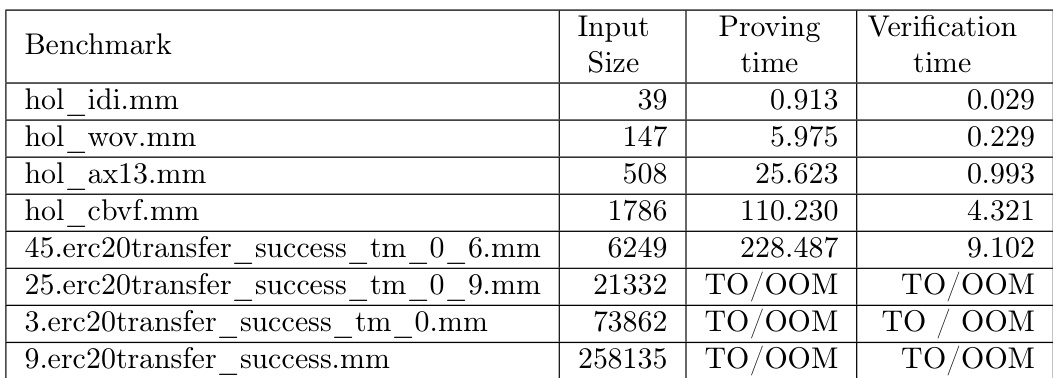 Benchmark Input Size Proving time Verification time
hol_idi.mm 39 0.913 0.029
hol_wov.mm 147 5.975 0.229
hol_ax13.mm 508 25.623 0.993
hol_cbvf.mm 1786 110.230 4.321
45.erc20transfer_success_tm_0_6.mm 6249 228.487 9.102
25.erc20transfer_success_tm_0_9.mm 21332 TO/OOM TO/OOM
3.erc20transfer_success_tm_0.mm 73862 TO/OOM TO / OOM
9.erc20transfer_success.mm 258135 TO/OOM TO/OOM